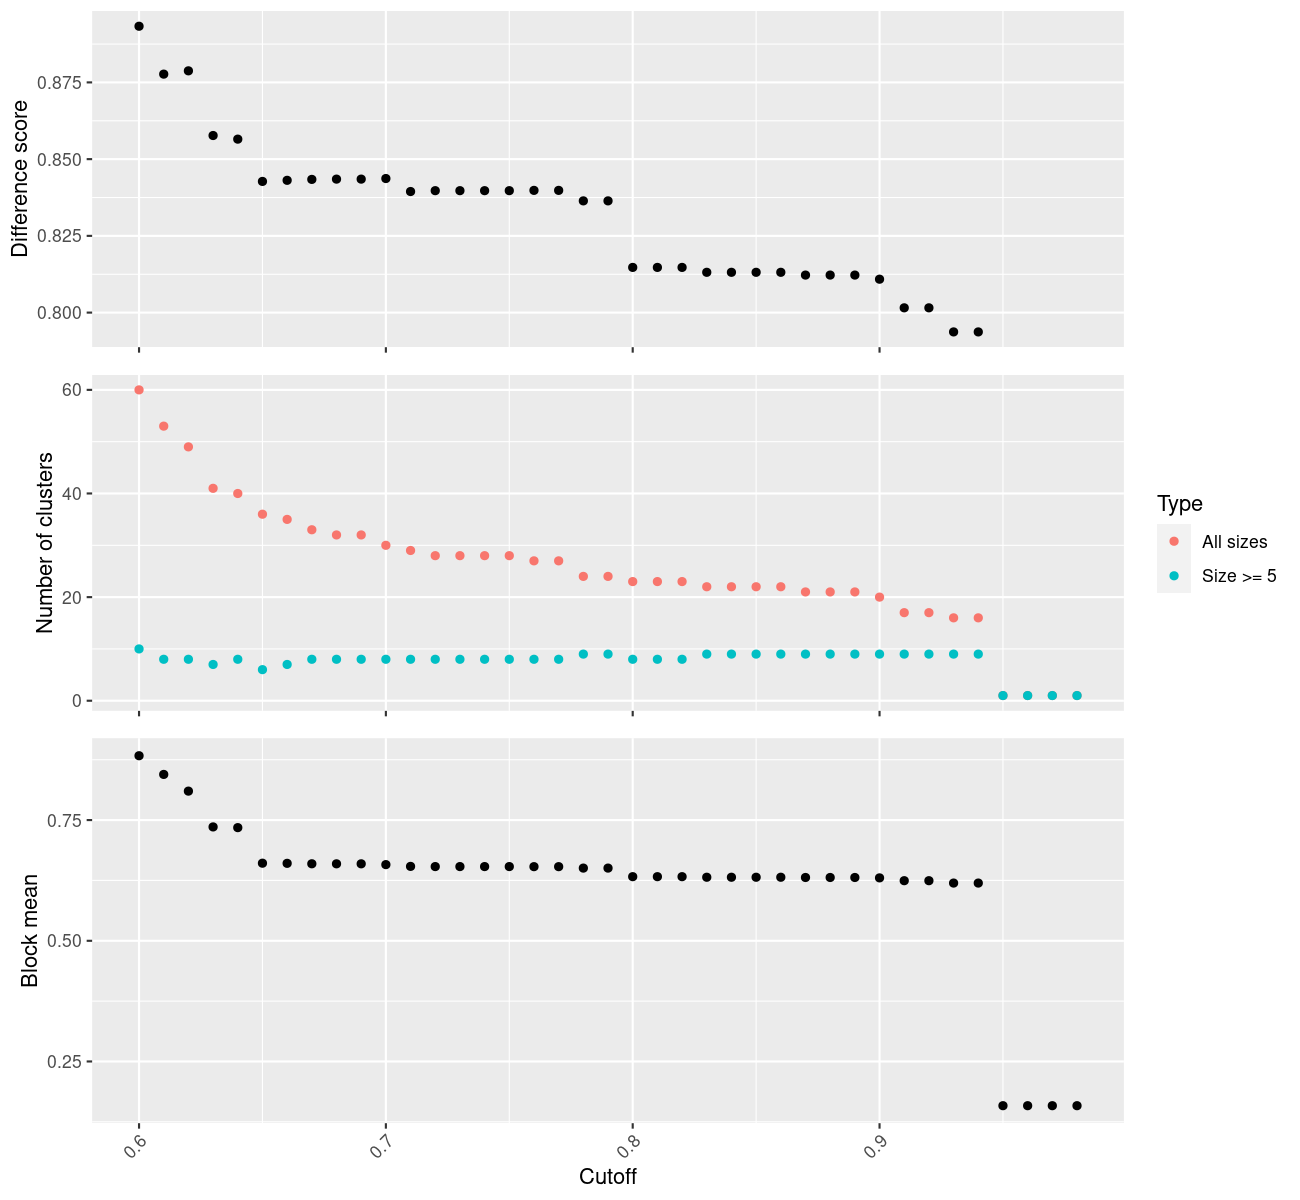 Difference score
0.875
0.850
0.825
0.800
Number of clusters
60
40
20
0
Type
All sizes
Size >= 5
Block mean
0.75
0.50
0.25
0.6
0.7
0.8
0.9
Cutoff